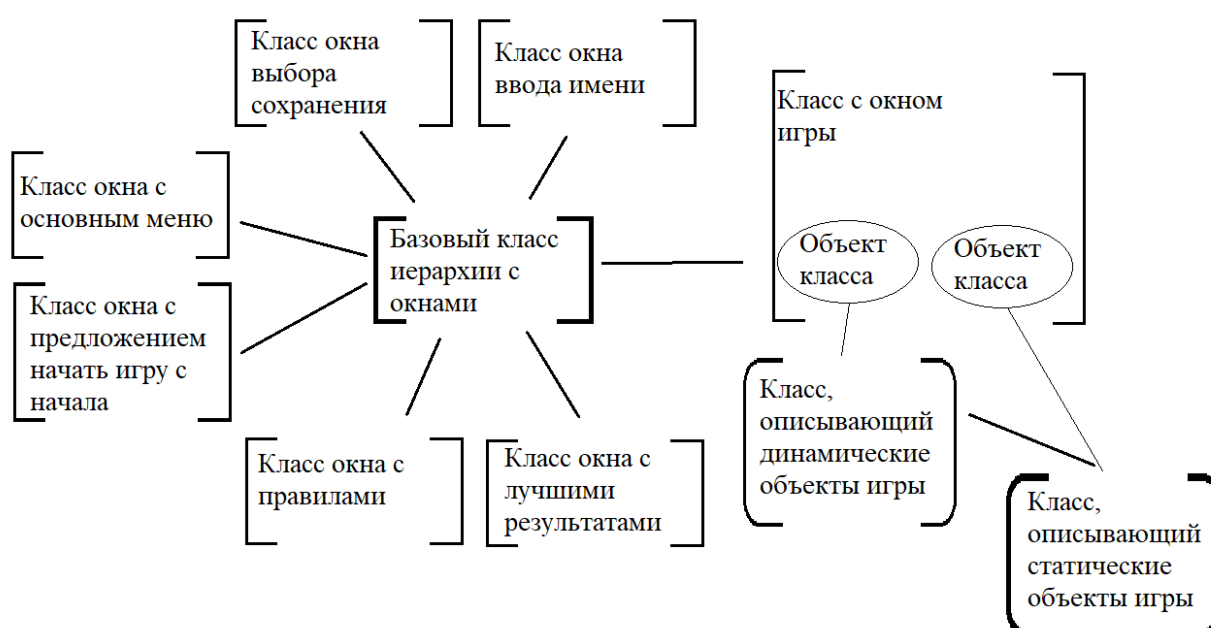 Класс окна
выбора
сохранения
Класс окна
ввода имени
Класс с окном
игры
Класс окна с
основным меню
Базовый класс
иерархии с
окнами
Объект
класса
Объект
класса
Класс окна с
предложением
начать игру с
начала
Класс окна с
правилами
Класс окна с
лучшими
результатами
Класс,
описывающий
динамические
объекты игры
Класс,
описывающий
статические
объекты игры